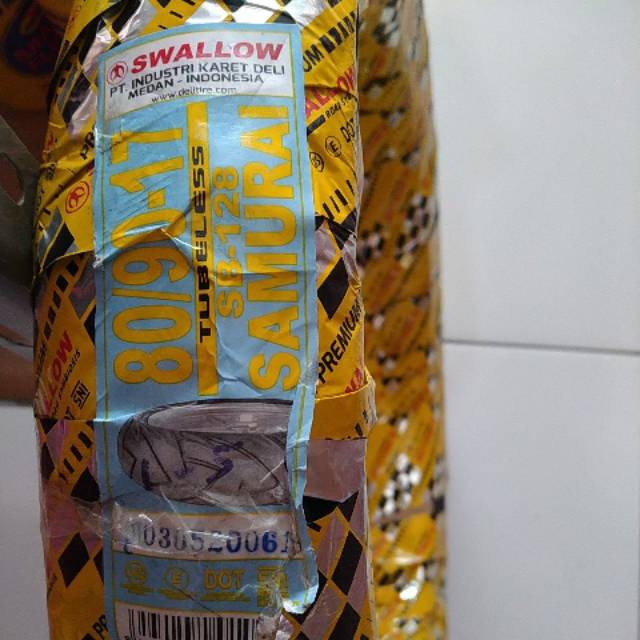 SWALLOW
PT. INDUSTRI KARET DELI
MEDAN - INDONESIA
www.delitire.com
80/90-17
TUBELESS
SB-128
SAMURAI
DOT
PREMIUM
SNI